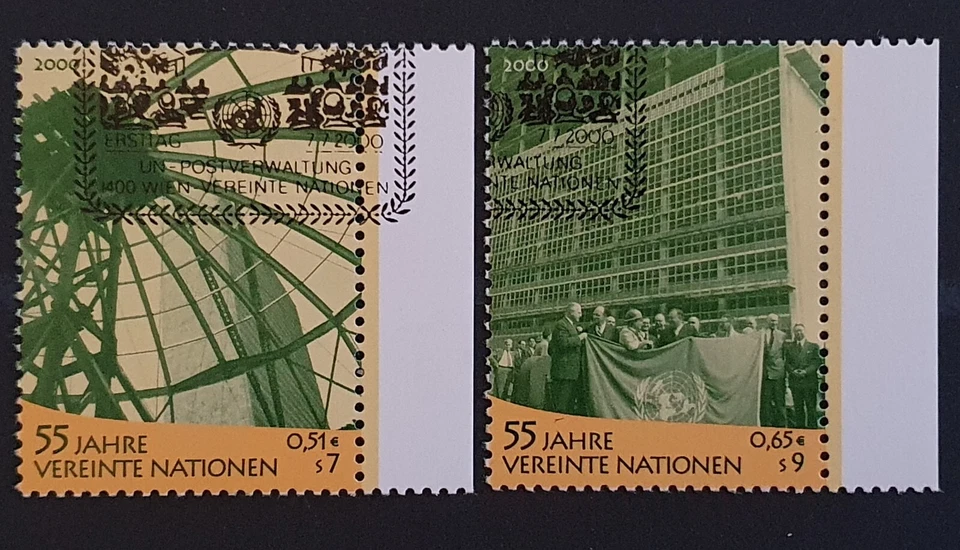 2000
ERSTTAG 7.7.2000
UN-POSTVERWALTUNG
1400 WIEN-VEREINTE NATIONEN
55 JAHRE
VEREINTE NATIONEN
0,51€
S7
2000
7.7.2000
WALTUNG
NTE NATIONEN
55 JAHRE
VEREINTE NATIONEN
0,65€
S9